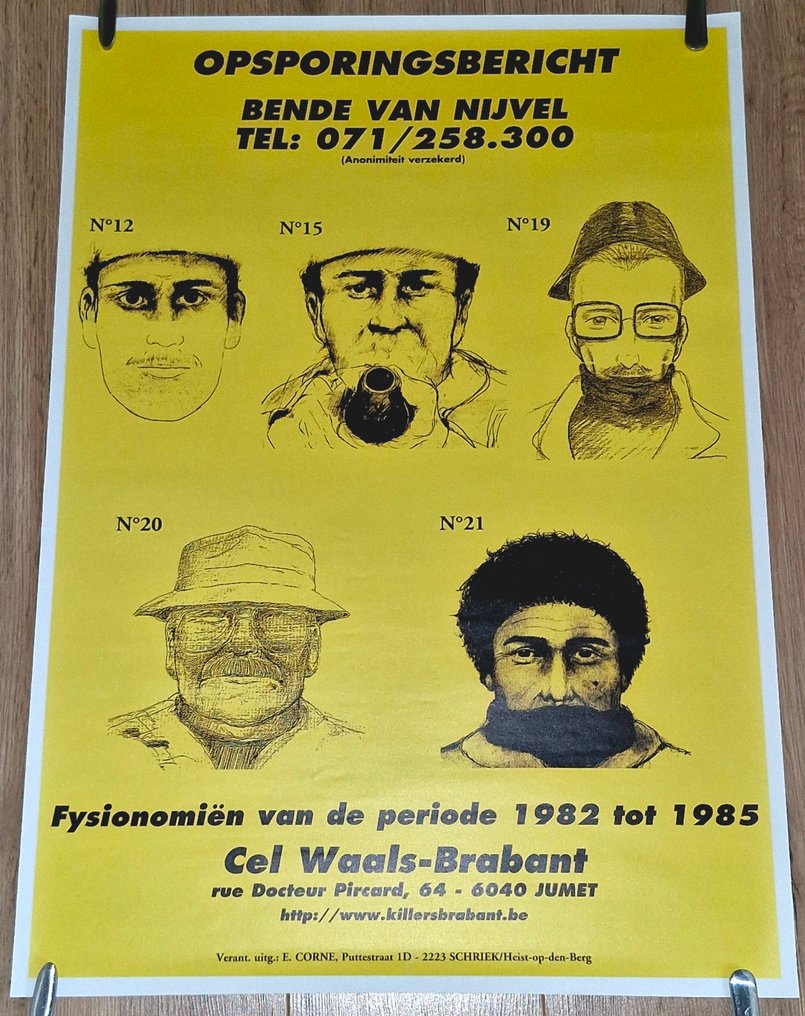 OPSPORINGSBERICHT
BENDE VAN NIJVEL
TEL: 071/258.300
(Anonimiteit verzekerd)
N°12
N°15
N°19
N°20
N°21
Fysionomiën van de periode 1982 tot 1985
Cel Waals-Brabant
rue Docteur Pircard, 64 - 6040 JUMET
http://www.killersbrabant.be
Verant. uitg.: E. CORNE, Puttestraat 1D - 2223 SCHRIEK/Heist-op-den-Berg